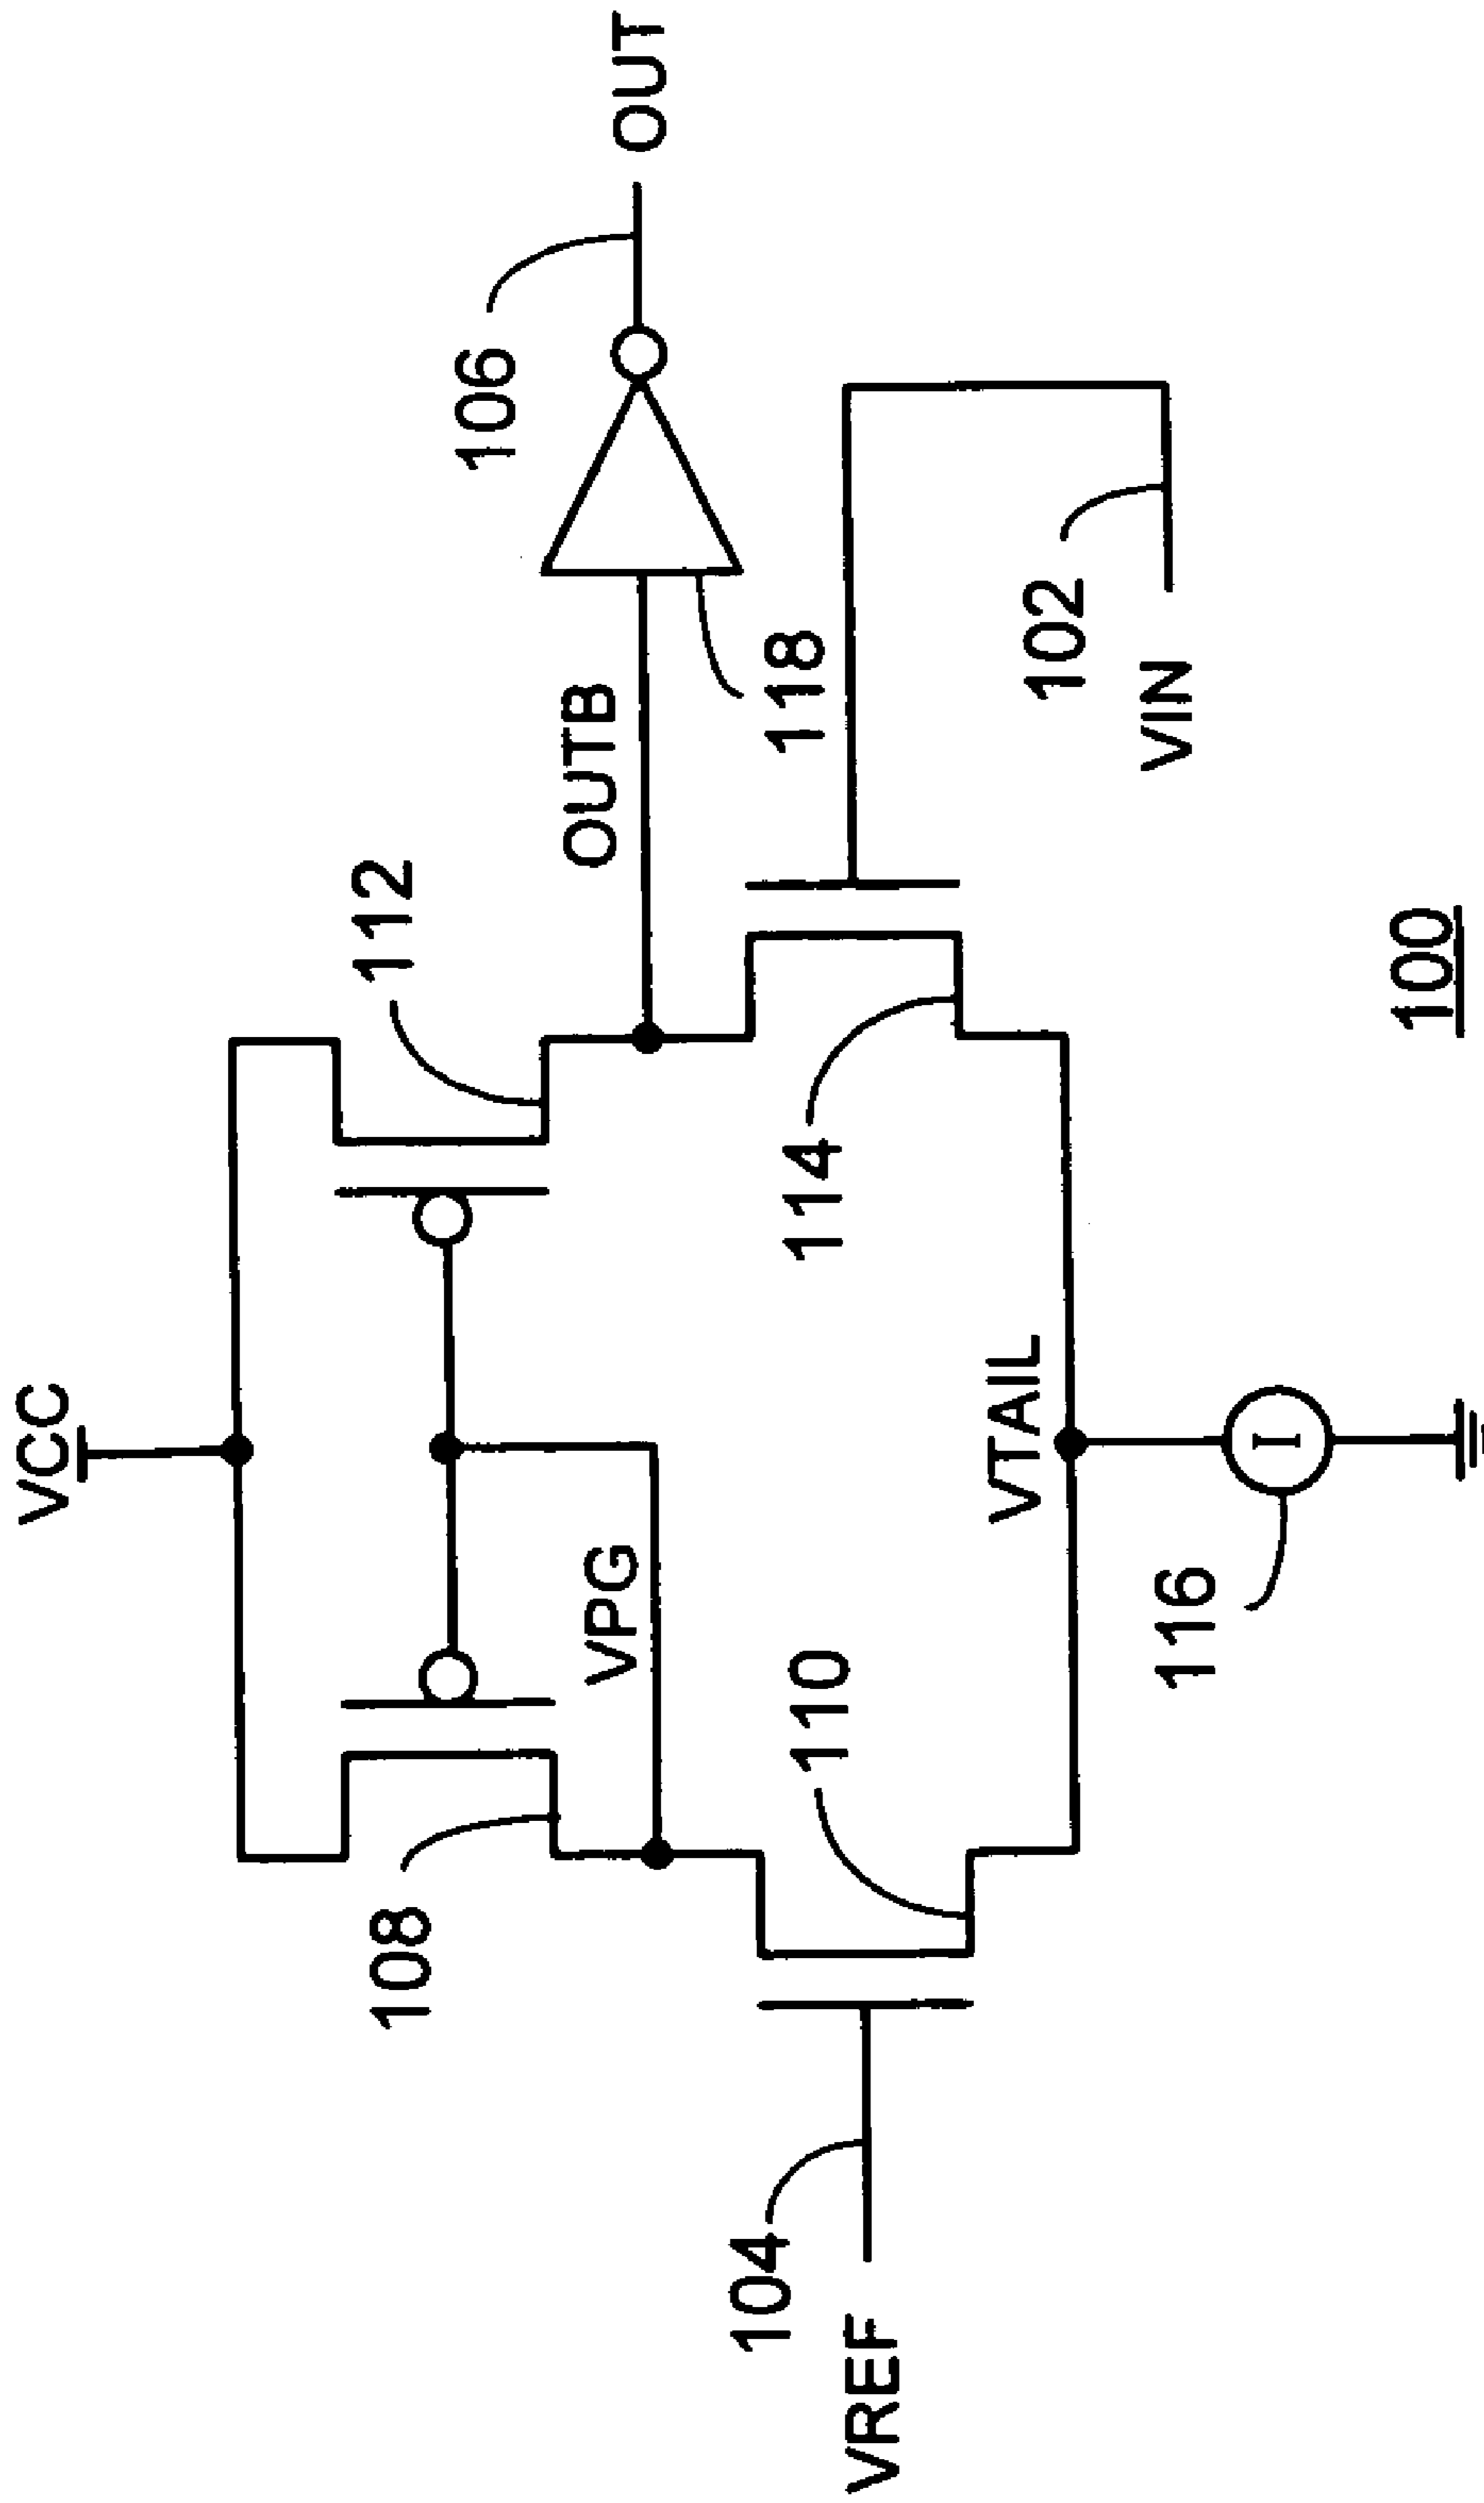 VCC
108
112
VPG
OUTB
106
OUT
104
VREF
110
114
118
VTAIL
102
VIN
116
I
100